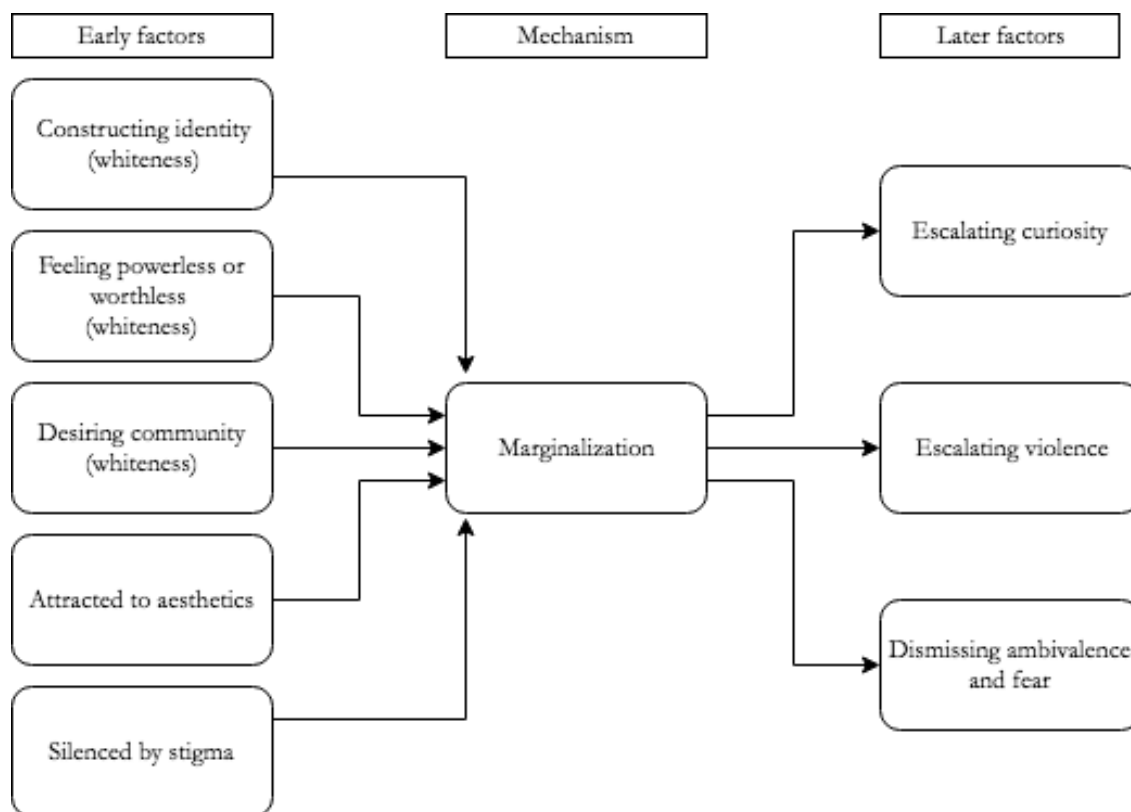 Early factors
Mechanism
Later factors
Constructing identity
(whiteness)
Feeling powerless or
worthless
(whiteness)
Desiring community
(whiteness)
Attracted to aesthetics
Silenced by stigma
Marginalization
Escalating curiosity
Escalating violence
Dismissing ambivalence
and fear